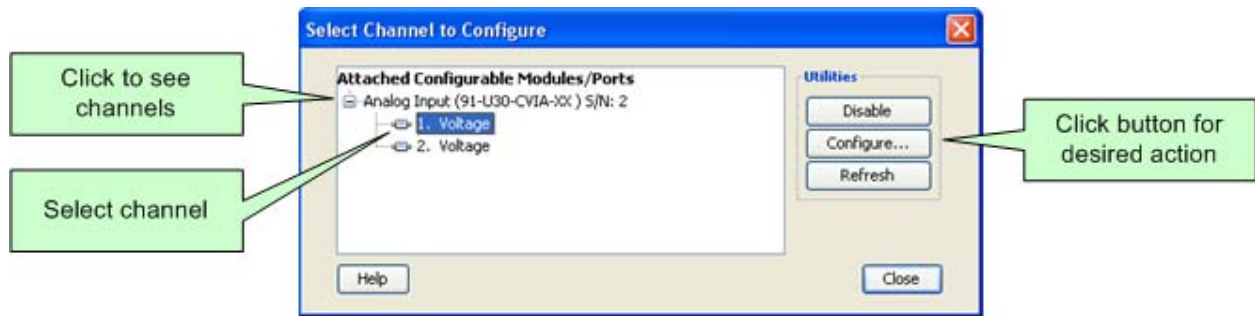 Select Channel to Configure
Click to see
channels
Select channel
Attached Configurable Modules/Ports
Analog Input (91-U30-CVIA-XX ) S/N: 2
1. Voltage
2. Voltage
Utilities
Disable
Configure...
Refresh
Click button for
desired action
Help
Close